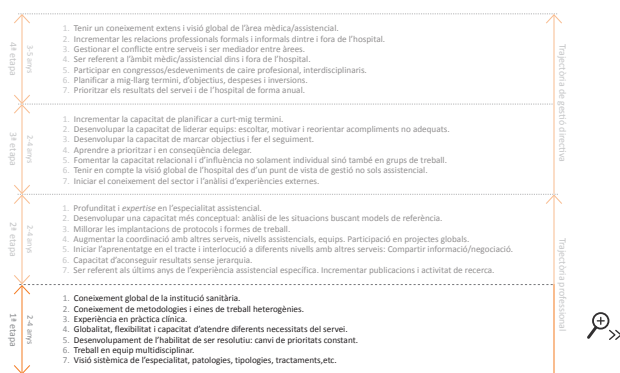 4ª etapa
3-5 anys
1. Tenir un coneixement extens i visió global de l'àrea mèdica/assistencial.
2. Incrementar les relacions professionals formals i informals dintre i fora de l'hospital.
3. Gestionar el conflicte entre serveis i ser mediador entre àrees.
4. Ser referent a l'àmbit mèdic/assistencial dins i fora de l'hospital.
5. Participar en congressos/esdeveniments de caire professional, interdisciplinaris.
6. Planificar a mig-llarg termini, d'objectius, despeses i inversions.
7. Prioritzar els resultats del servei i de l'hospital de forma anual.
Trajectòria de gestió directiva
3ª etapa
2-4 anys
1. Incrementar la capacitat de planificar a curt-mig termini.
2. Desenvolupar la capacitat de liderar equips: escoltar, motivar i reorientar acompliments no adequats.
3. Desenvolupar la capacitat de marcar objectius i fer el seguiment.
4. Aprendre a prioritzar i en conseqüència delegar.
5. Fomentar la capacitat relacional i d'influència no solament individual sinó també en grups de treball.
6. Tenir en compte la visió global de l'hospital des d'un punt de vista de gestió no sols assistencial.
7. Iniciar el coneixement del sector i l'anàlisi d'experiències externes.
2ª etapa
2-4 anys
1. Profunditat i expertise en l'especialitat assistencial.
2. Desenvolupar una capacitat més conceptual: anàlisi de les situacions buscant models de referència.
3. Millorar les implantacions de protocols i formes de treball.
4. Augmentar la coordinació amb altres serveis, nivells assistencials, equips. Participació en projectes globals.
5. Iniciar l'aprenentatge en el tracte i interlocució a diferents nivells amb altres serveis: Compartir informació/negociació.
6. Capacitat d'aconseguir resultats sense jerarquia.
7. Ser referent als últims anys de l'experiència assistencial específica. Incrementar publicacions i activitat de recerca.
Trajectòria professional
1ª etapa
2-4 anys
1. Coneixement global de la institució sanitària.
2. Coneixement de metodologies i eines de treball heterogènies.
3. Experiència en pràctica clínica.
4. Globalitat, flexibilitat i capacitat d'atendre diferents necessitats del servei.
5. Desenvolupament de l'habilitat de ser resolutiu: canvi de prioritats constant.
6. Treball en equip multidisciplinar.
7. Visió sistèmica de l'especialitat, patologies, tipologies, tractaments,etc.